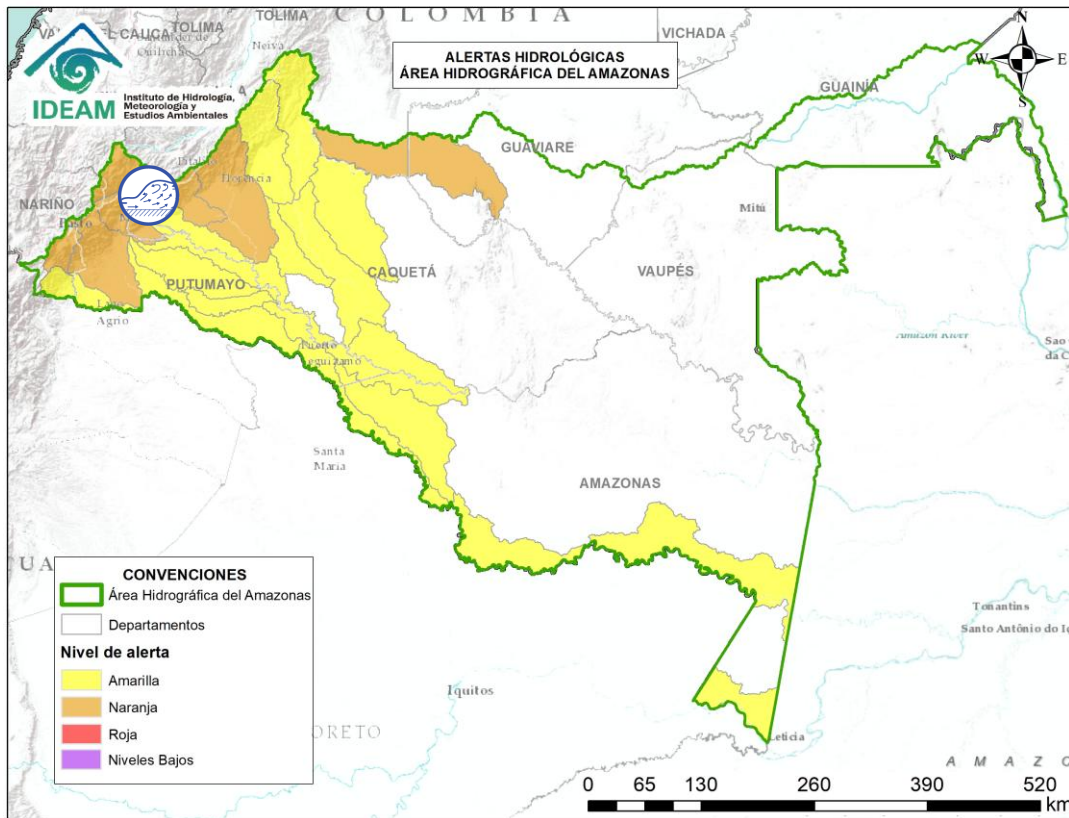 COLOMBIA
TOLIMA
TOLIMA
Neiva
VICHADA
IDEAM
Instituto de Hidrología,
Meteorología y
Estudios Ambientales
ALERTAS HIDROLÓGICAS
ÁREA HIDROGRÁFICA DEL AMAZONAS
N
W
E
S
GUAINÍA
GUAVIARE
Florencia
NARIÑO
Pasto
Mitú
CAQUETÁ
VAUPÉS
PUTUMAYO
Lago
Agrio
Puerto
Leguízamo
Amazon River
Santa
María
AMAZONAS
CONVENCIONES
Área Hidrográfica del Amazonas
Departamentos
Nivel de alerta
Amarilla
Naranja
Roja
Niveles Bajos
Iquitos
ORETO
Tonantins
Santo Antônio do
Leticia
AMAZO
0 65 130 260 390 520
km